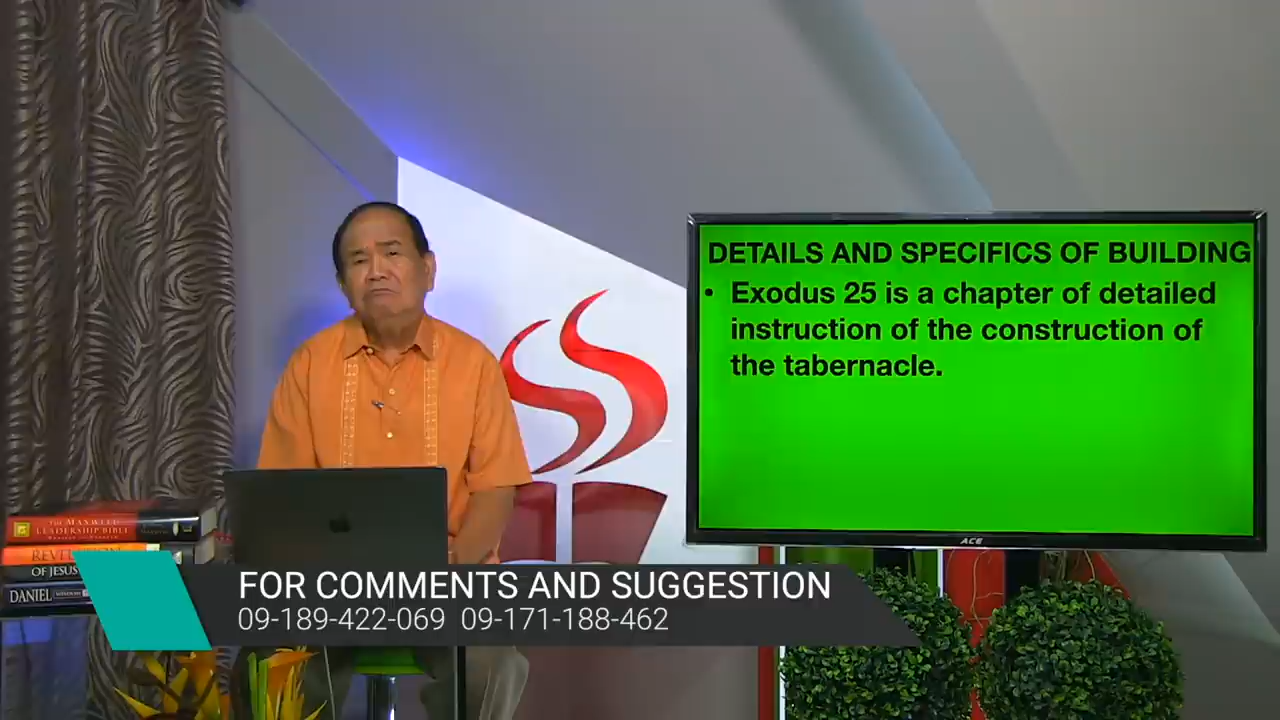 DETAILS AND SPECIFICS OF BUILDING
• Exodus 25 is a chapter of detailed
instruction of the construction of
the tabernacle.
ACE
THE MAXWELL
LEADERSHIP BIBLE
REVELATION
OF JESUS
DANIEL
FOR COMMENTS AND SUGGESTION
09-189-422-069 09-171-188-462